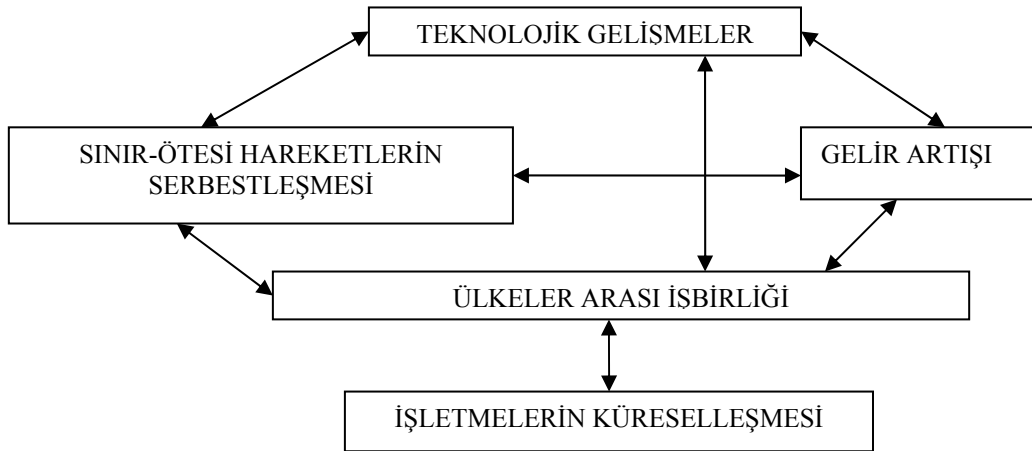 TEKNOLOJİK GELİŞMELER
SINIR-ÖTESİ HAREKETLERİN
SERBESTLEŞMESİ
GELİR ARTIŞI
ÜLKELER ARASI İŞBİRLİĞİ
İŞLETMELERİN KÜRESELLEŞMESİ